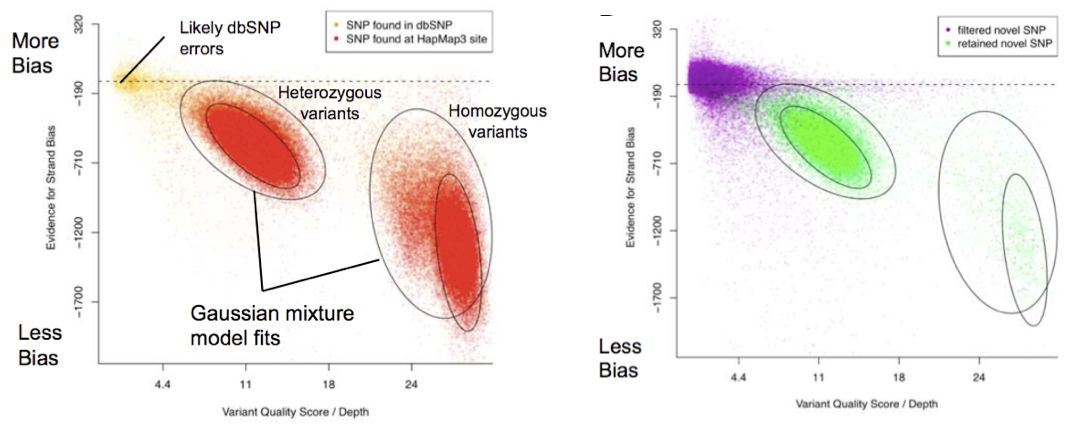 SNP found in dbSNP
SNP found at HapMap3 site
Likely dbSNP
errors
More
Bias
Heterozygous
variants
Homozygous
variants
Gaussian mixture
model fits
Less
Bias
Evidence for Strand Bias
320
-190
-710
-1200
-1700
4.4
11
18
24
Variant Quality Score / Depth
filtered novel SNP
retained novel SNP
More
Bias
Less
Bias
Evidence for Strand Bias
320
-190
-710
-1200
-1700
4.4
11
18
24
Variant Quality Score / Depth